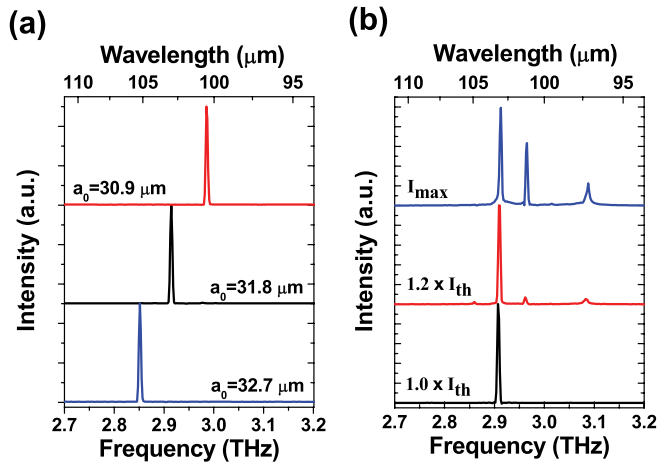 (a)
Wavelength (μm)
110 105 100 95
Intensity (a.u.)
a0=30.9 μm
a0=31.8 μm
a0=32.7 μm
2.7 2.8 2.9 3.0 3.1 3.2
Frequency (THz)
(b)
Wavelength (μm)
110 105 100 95
Intensity (a.u.)
Imax
1.2 x Ith
1.0 x Ith
2.7 2.8 2.9 3.0 3.1 3.2
Frequency (THz)